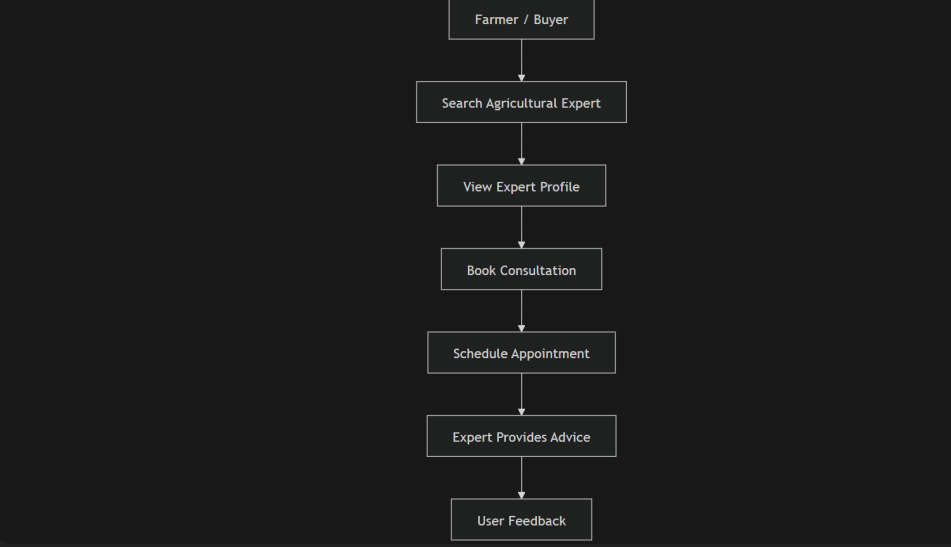 Farmer / Buyer
Search Agricultural Expert
View Expert Profile
Book Consultation
Schedule Appointment
Expert Provides Advice
User Feedback